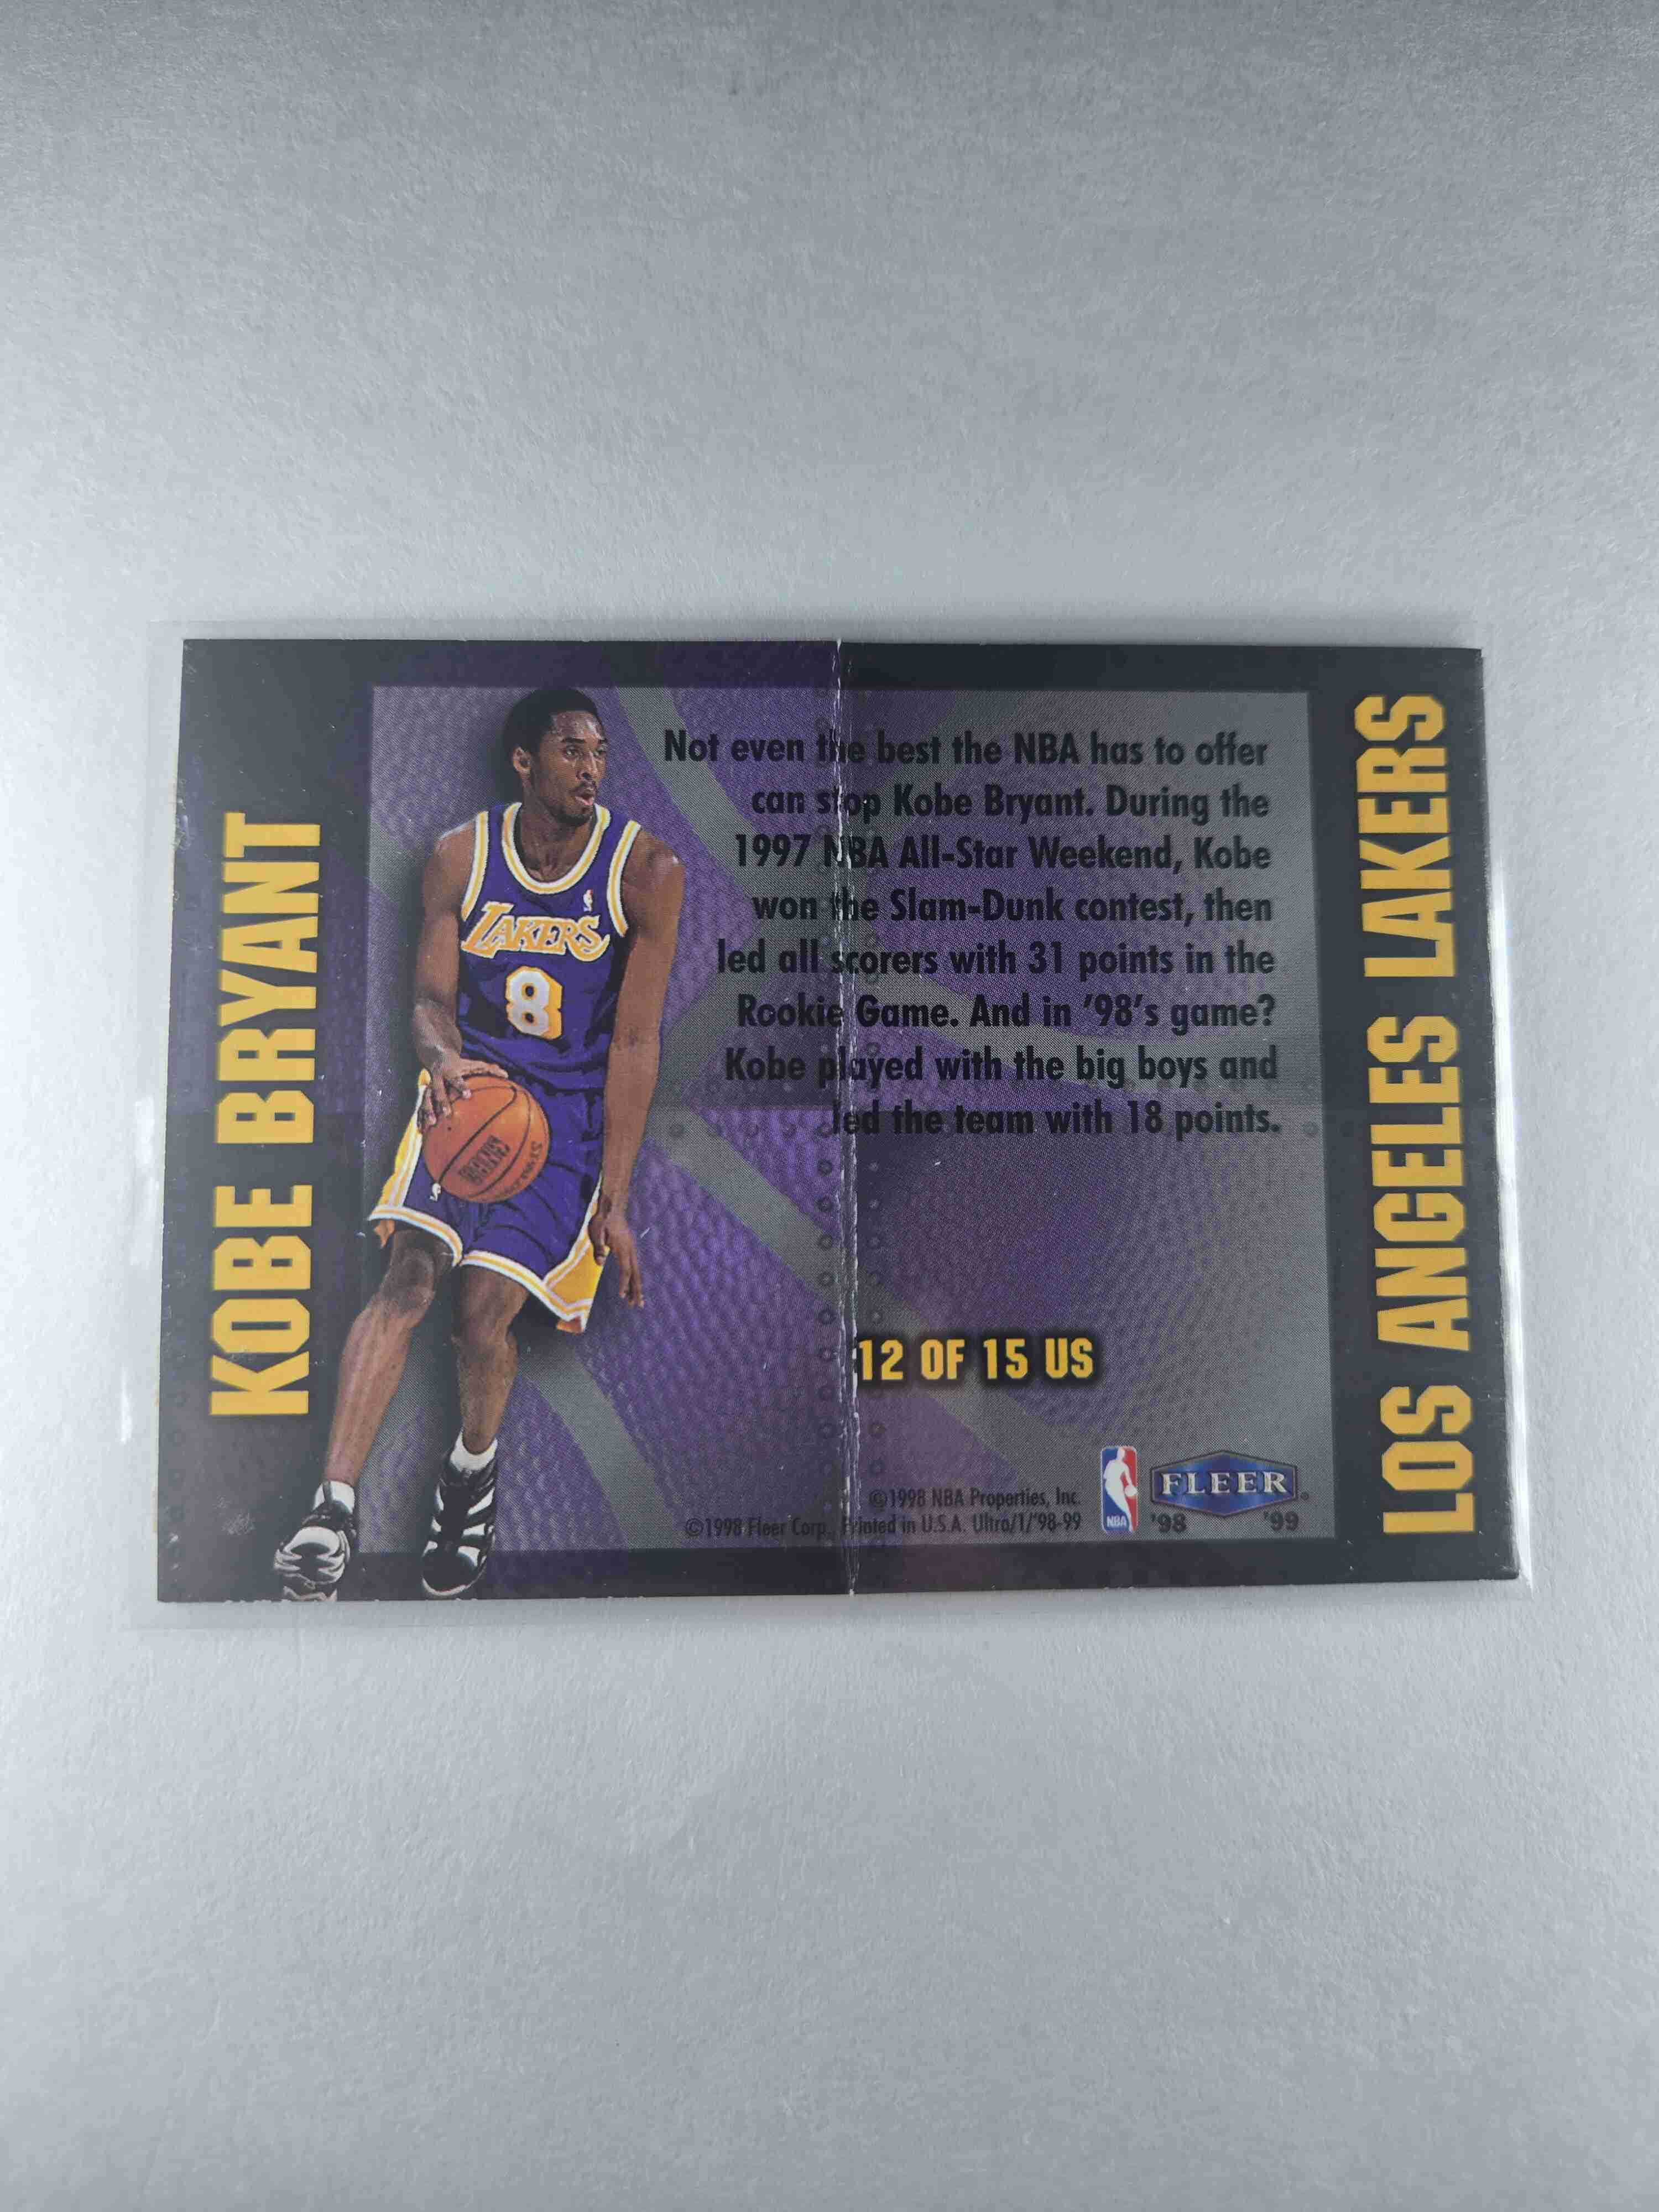 KOBE BRYANT
LAKERS
8
Not even the best the NBA has to offer
can stop Kobe Bryant. During the
1997 NBA All-Star Weekend, Kobe
won the Slam-Dunk contest, then
led all scorers with 31 points in the
Rookie Game. And in '98's game?
Kobe played with the big boys and
led the team with 18 points.
12 OF 15 US
©1998 NBA Properties, Inc.
©1998 Fleer Corp. Printed in U.S.A. Ultra/1/'98-99
NBA
FLEER
'98 '99
LOS ANGELES LAKERS